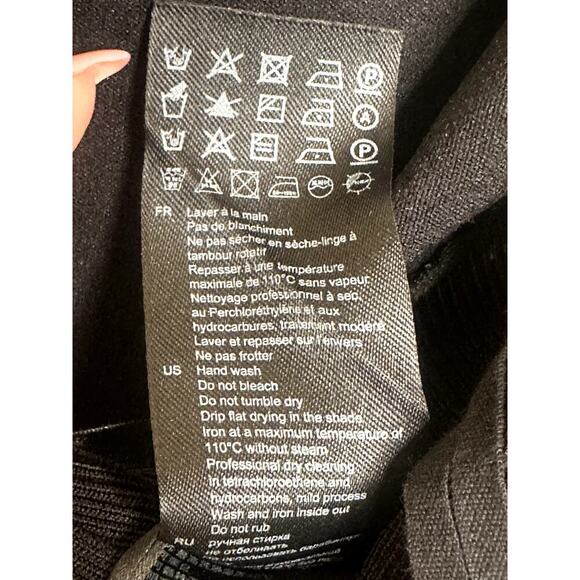 P
A
P
FR Laver à la main
Pas de blanchiment
Ne pas sécher en sèche-linge à
tambour rotatif
Repasser à une température
maximale de 110°C sans vapeur
Nettoyage professionnel à sec,
au Perchloréthylène et aux
hydrocarbures, traitement modéré
Laver et repasser sur l'envers
Ne pas frotter
US Hand wash
Do not bleach
Do not tumble dry
Drip flat drying in the shade
Iron at a maximum temperature of
110°C without steam
Professional dry cleaning
In tetrachloroethene and
hydrocarbons, mild process
Wash and iron inside out
Do not rub
RU ручная стирка
не отбеливать